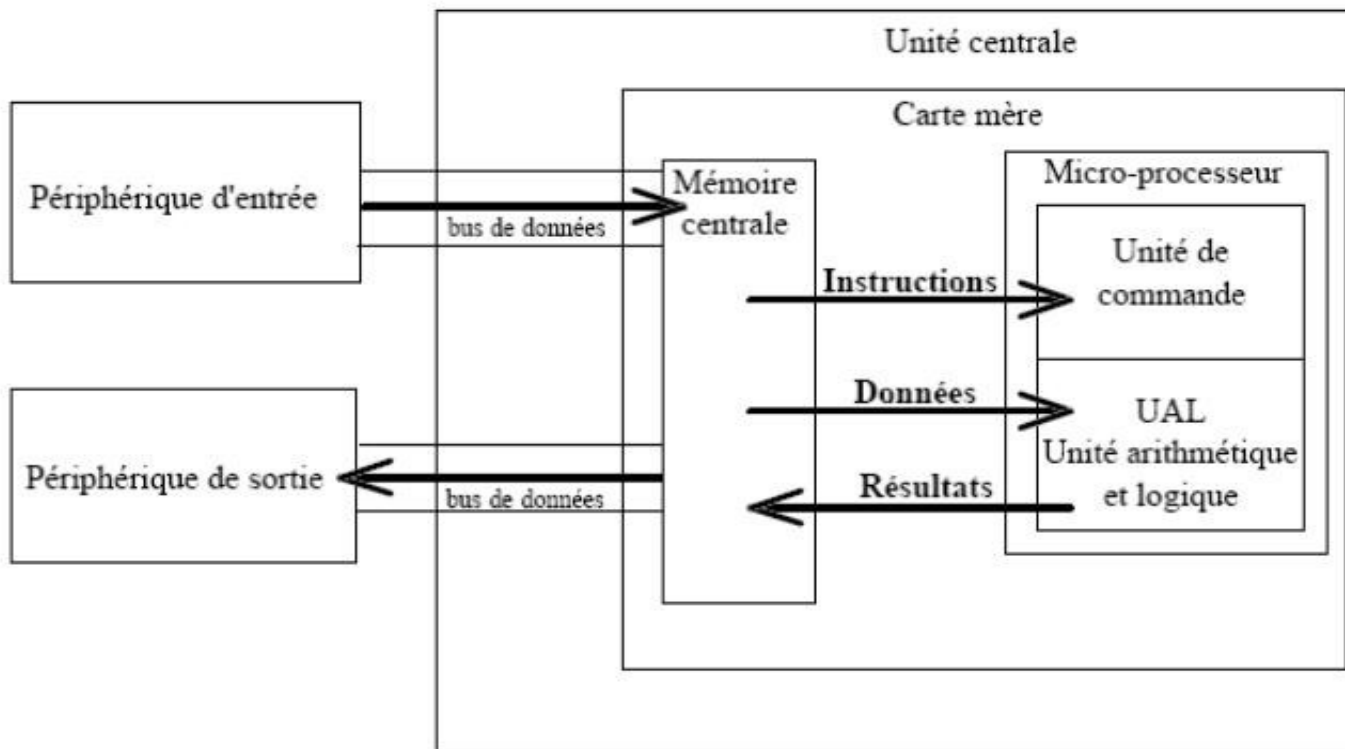 Unité centrale
Carte mère
Périphérique d'entrée
bus de données
Mémoire
centrale
Micro-processeur
Instructions
Unité de
commande
Données
UAL
Unité arithmétique
et logique
Résultats
Périphérique de sortie
bus de données